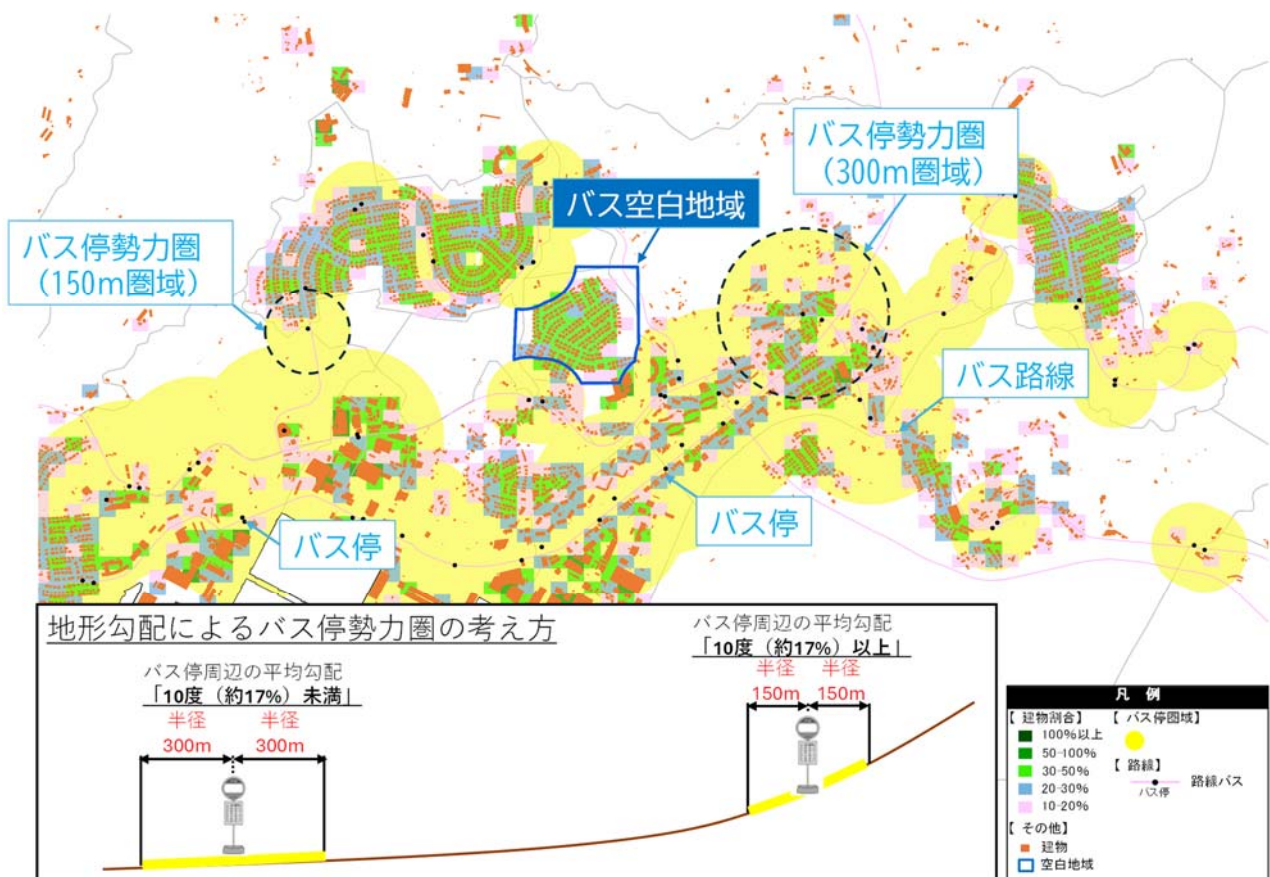 バス停勢力圏
（300m圏域）
バス空白地域
バス停勢力圏
（150m圏域）
バス路線
バス停
バス停
地形勾配によるバス停勢力圏の考え方
バス停周辺の平均勾配
「10度（約17%）未満」
半径 半径
300m 300m
バス停周辺の平均勾配
「10度（約17%）以上」
半径 半径
150m 150m
凡 例
【 建物割合】
100%以上
50-100%
30-50%
20-30%
10-20%
【 その他】
建物
空白地域
【 バス停圏域】
【 路線】
バス停
路線バス